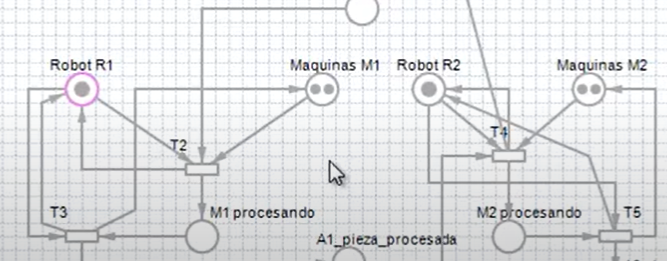 Robot R1
Maquinas M1
Robot R2
Maquinas M2
T4
T2
T3
M1 procesando
M2 procesando
T5
A1_pieza_procesada